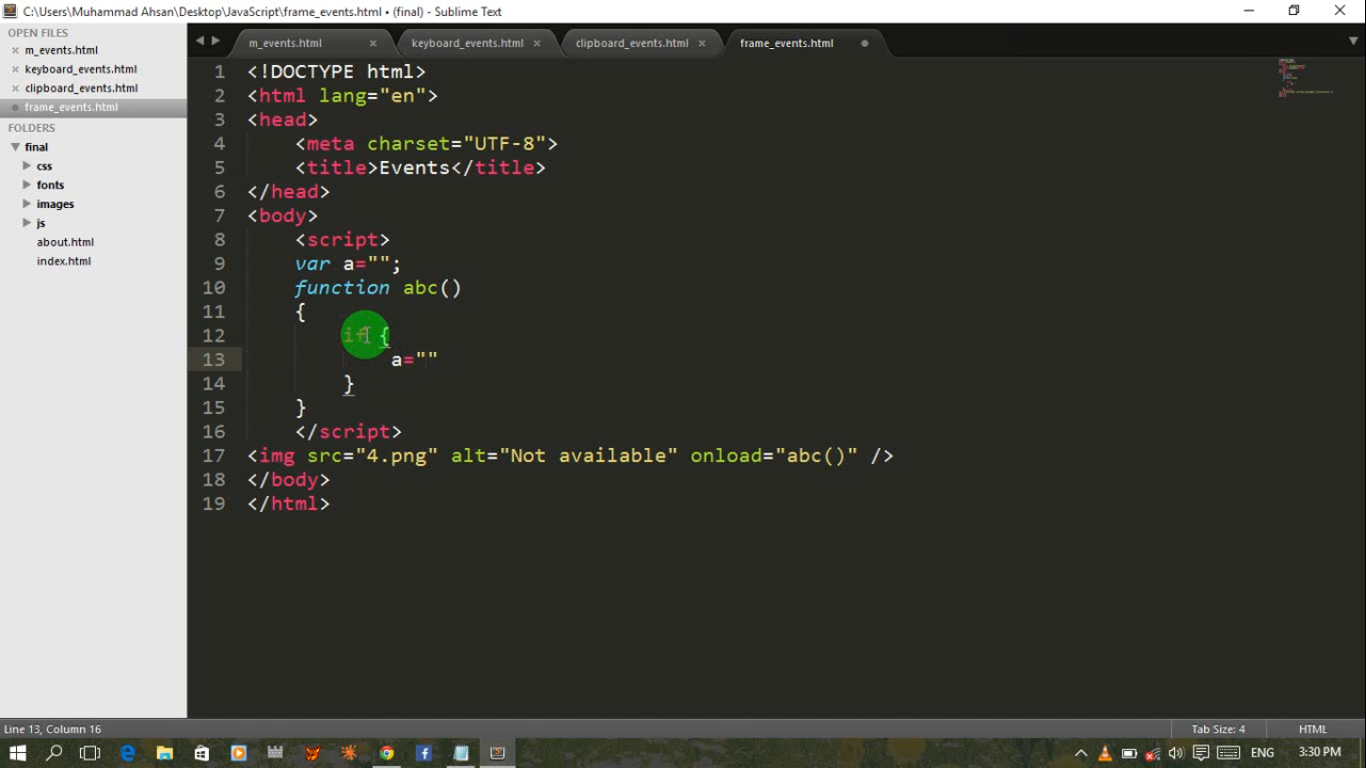 C:\Users\Muhammad Ahsan\Desktop\JavaScript\frame_events.html • (final) - Sublime Text
OPEN FILES
m_events.html
keyboard_events.html
clipboard_events.html
frame_events.html
FOLDERS
final
css
fonts
images
js
about.html
index.html
m_events.html keyboard_events.html clipboard_events.html frame_events.html
1 <!DOCTYPE html>
2 <html lang="en">
3 <head>
4 <meta charset="UTF-8">
5 <title>Events</title>
6 </head>
7 <body>
8 <script>
9 var a="";
10 function abc()
11 {
12 if {
13 a=""
14 }
15 }
16 </script>
17 <img src="4.png" alt="Not available" onload="abc()" />
18 </body>
19 </html>
Line 13, Column 16 Tab Size: 4 HTML
ENG 3:30 PM